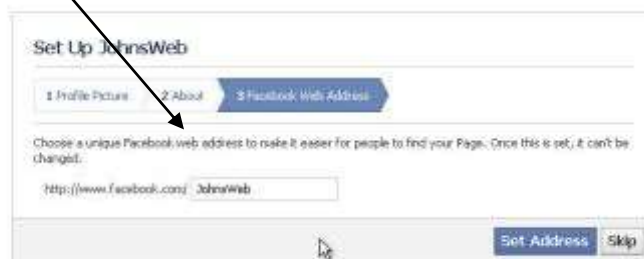 Set Up JohnsWeb
1 Profile Picture 2 About 3 Facebook Web Address
Choose a unique Facebook web address to make it easier for people to find your Page. Once this is set, it can't be
changed.
http://www.facebook.com/ JohnsWeb
Set Address Skip